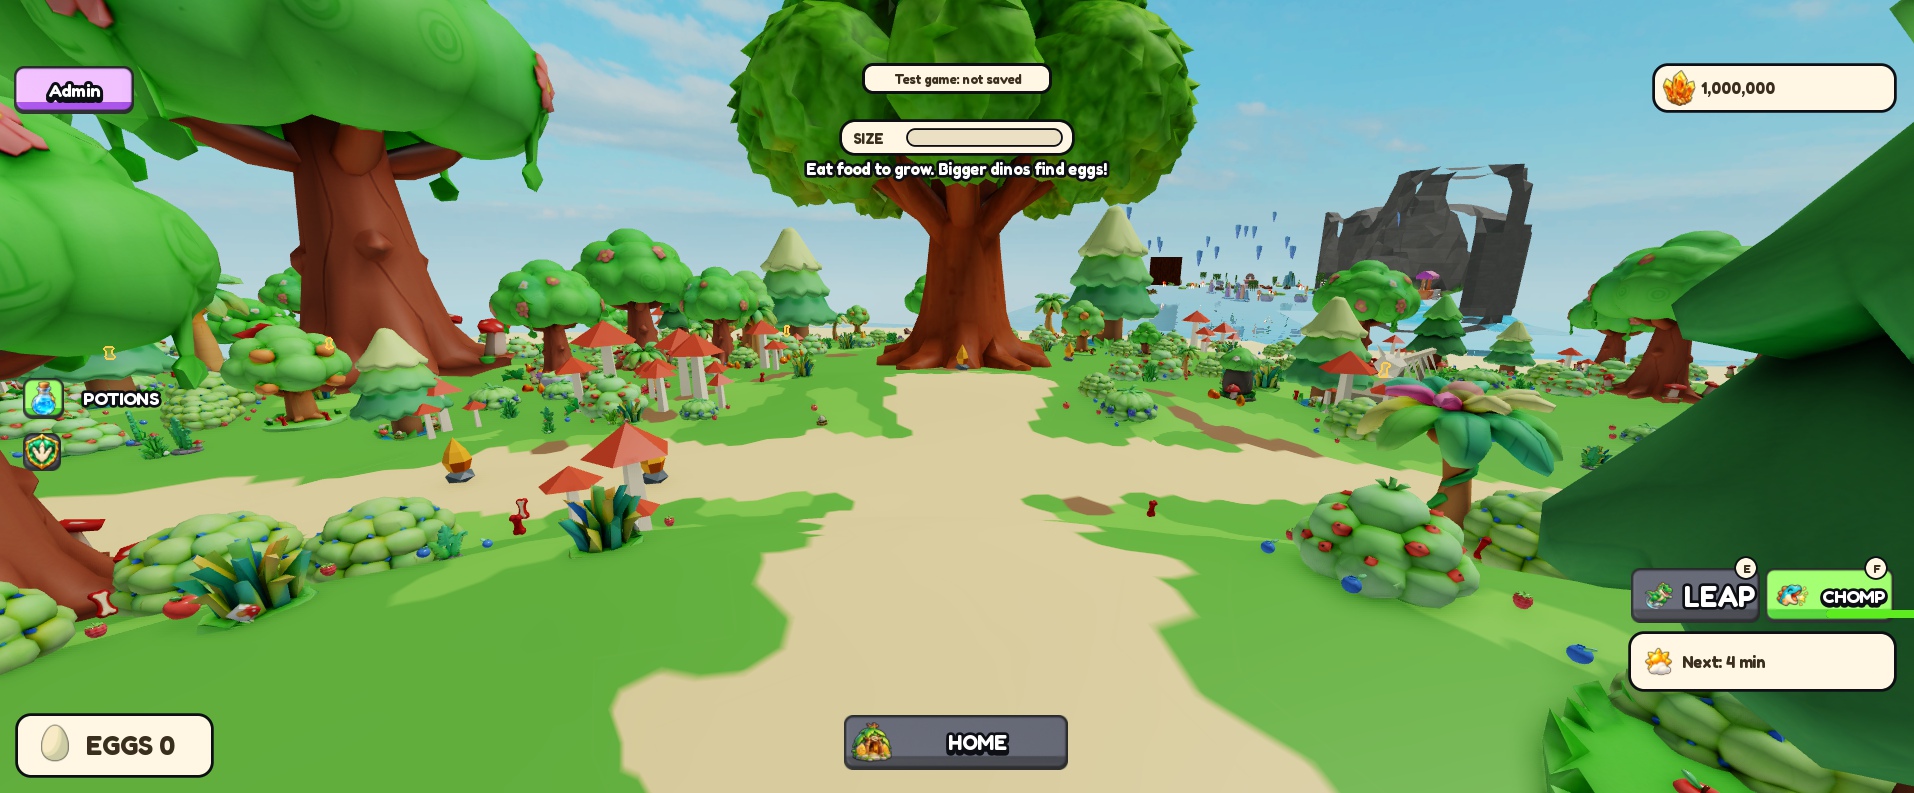 Admin
Test game: not saved
1,000,000
SIZE
Eat food to grow. Bigger dinos find eggs!
POTIONS
E
F
LEAP
CHOMP
Next: 4 min
EGGS 0
HOME